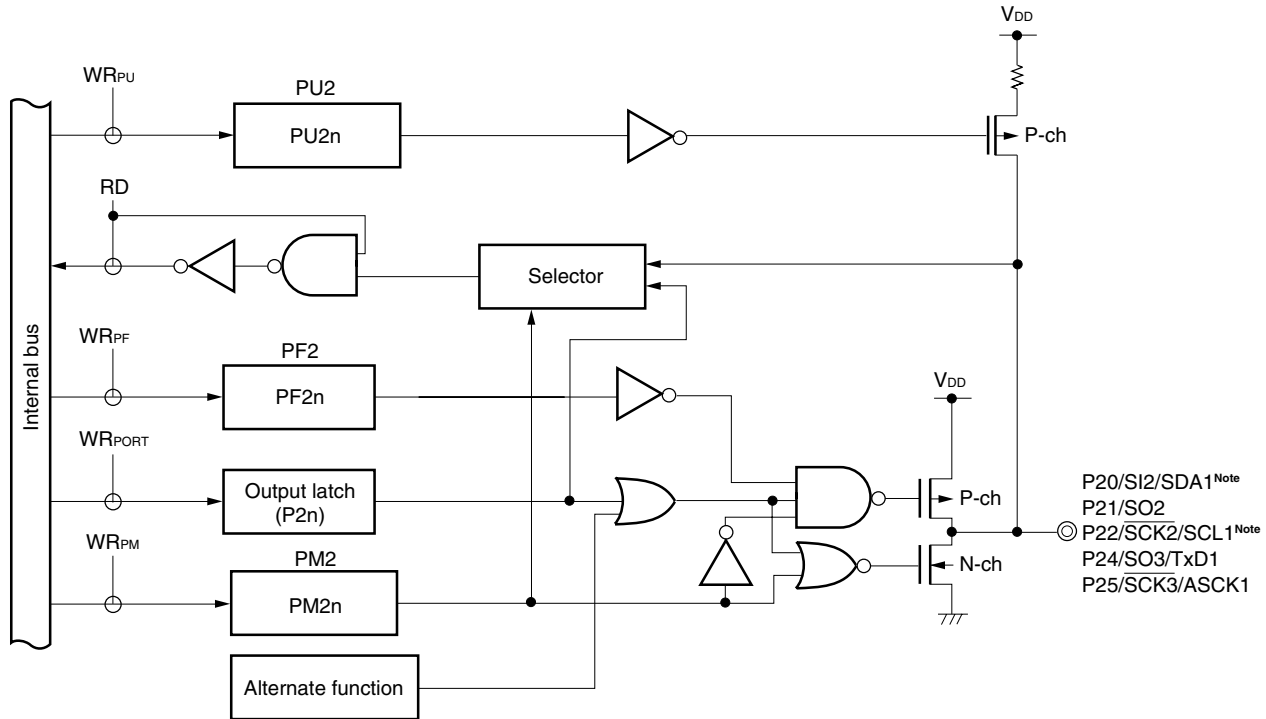 VDD
WRPU
PU2
PU2n
P-ch
RD
Selector
Internal bus
WRPF
PF2
PF2n
VDD
WRPORT
Output latch
(P2n)
P-ch
P20/SI2/SDA1Note
P21/SO2
P22/SCK2/SCL1Note
P24/SO3/TxD1
P25/SCK3/ASCK1
WRPM
PM2
PM2n
N-ch
Alternate function